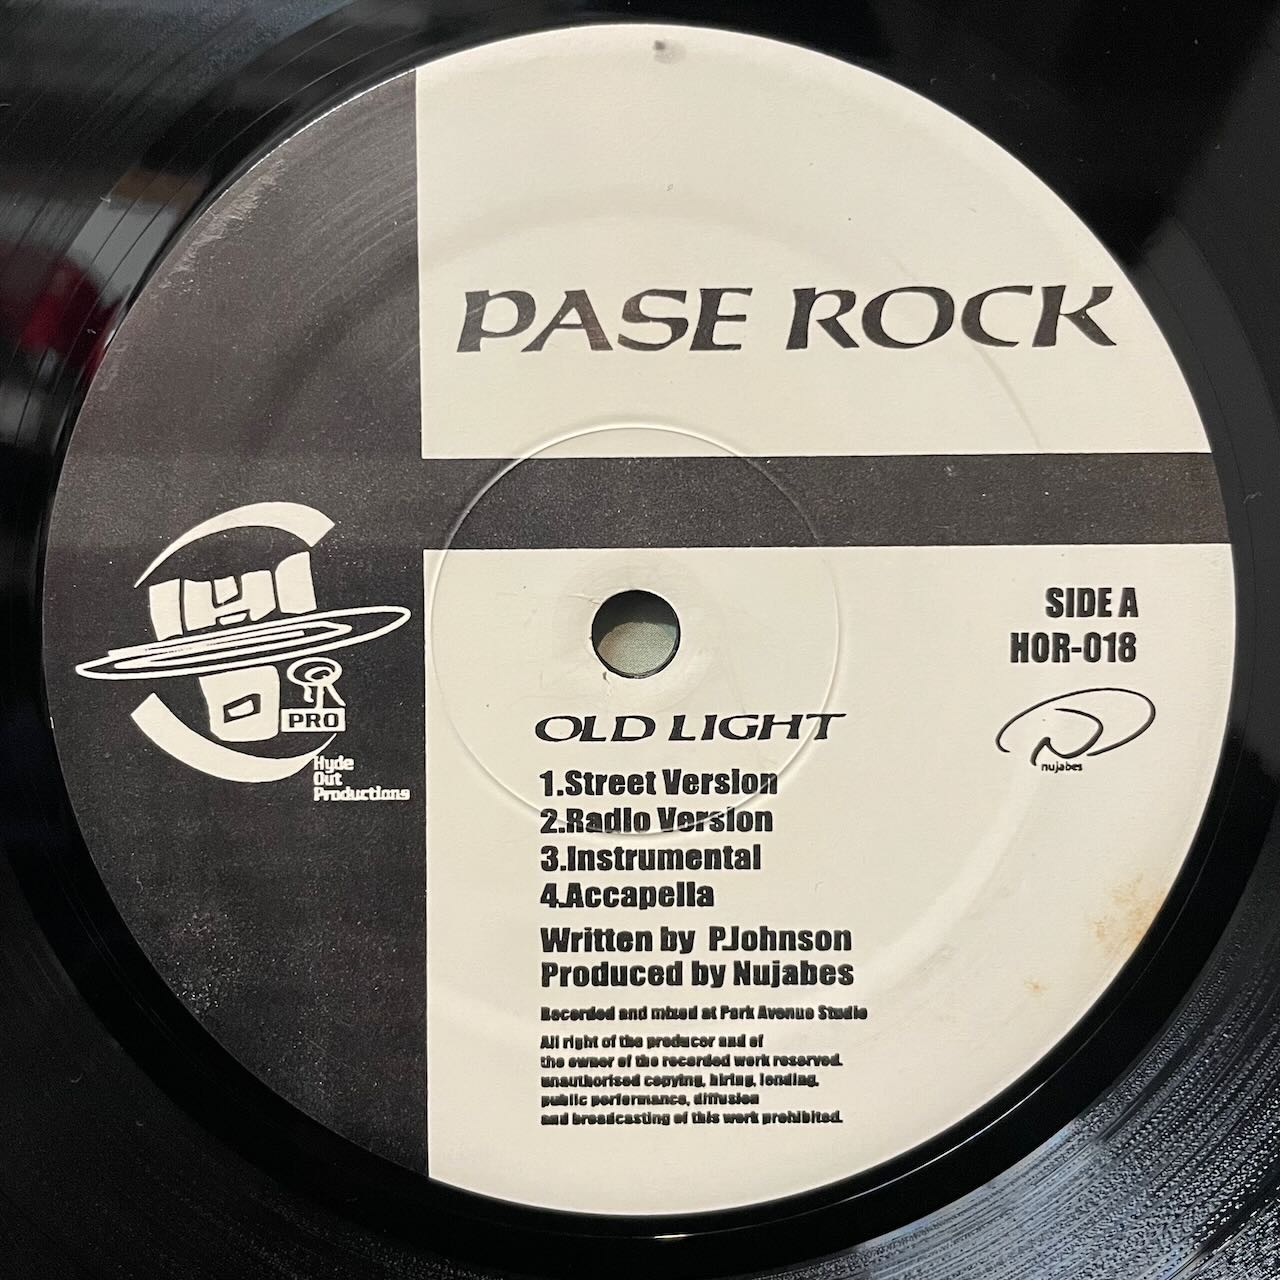 PASE ROCK
SIDE A
HOR-018
nujabes
PRO
Hyde
Out
Productions
OLD LIGHT
1.Street Version
2.Radio Version
3.Instrumental
4.Accapella
Written by PJohnson
Produced by Nujabes
Recorded and mixed at Park Avenue Studio
All right of the producer and of
the owner of the recorded work reserved.
unauthorised copying, hiring, lending,
public performance, diffusion
and broadcasting of this work prohibited.